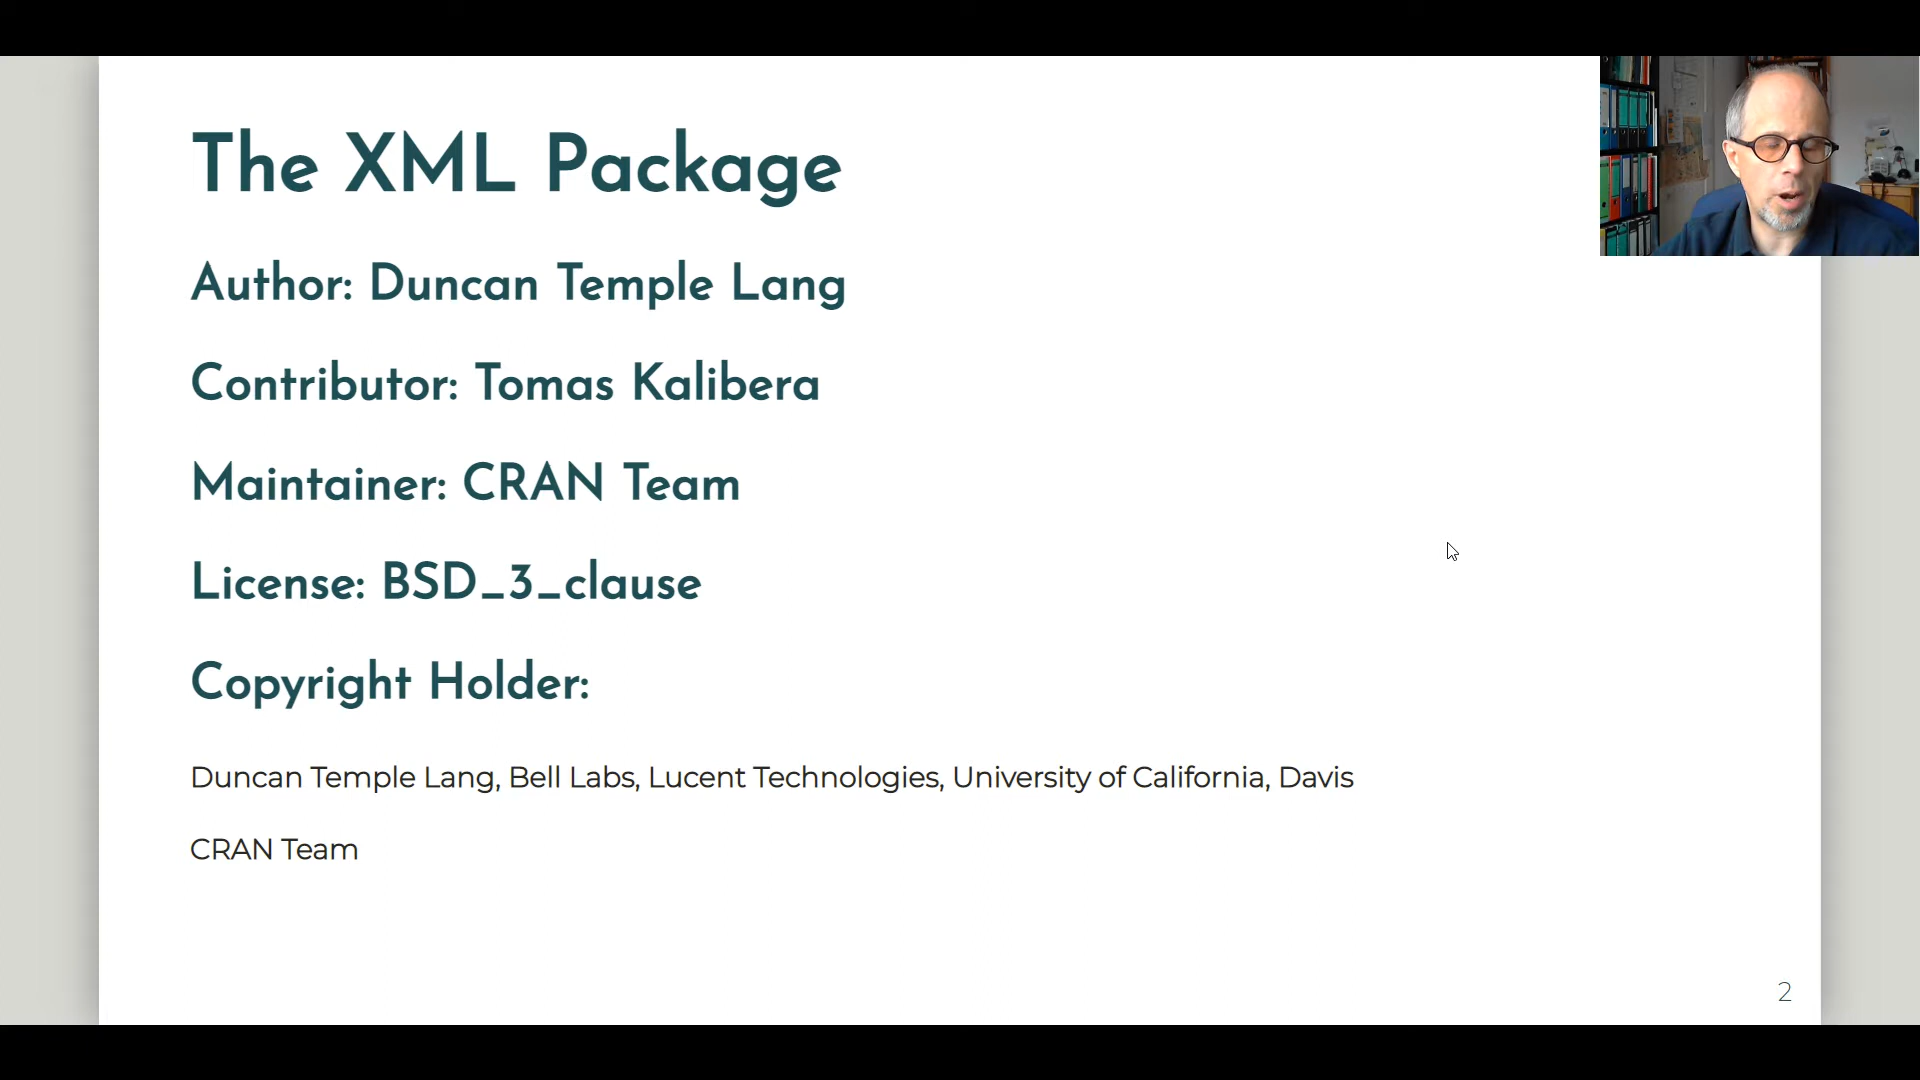 The XML Package
Author: Duncan Temple Lang
Contributor: Tomas Kalibera
Maintainer: CRAN Team
License: BSD_3_clause
Copyright Holder:
Duncan Temple Lang, Bell Labs, Lucent Technologies, University of California, Davis
CRAN Team
2